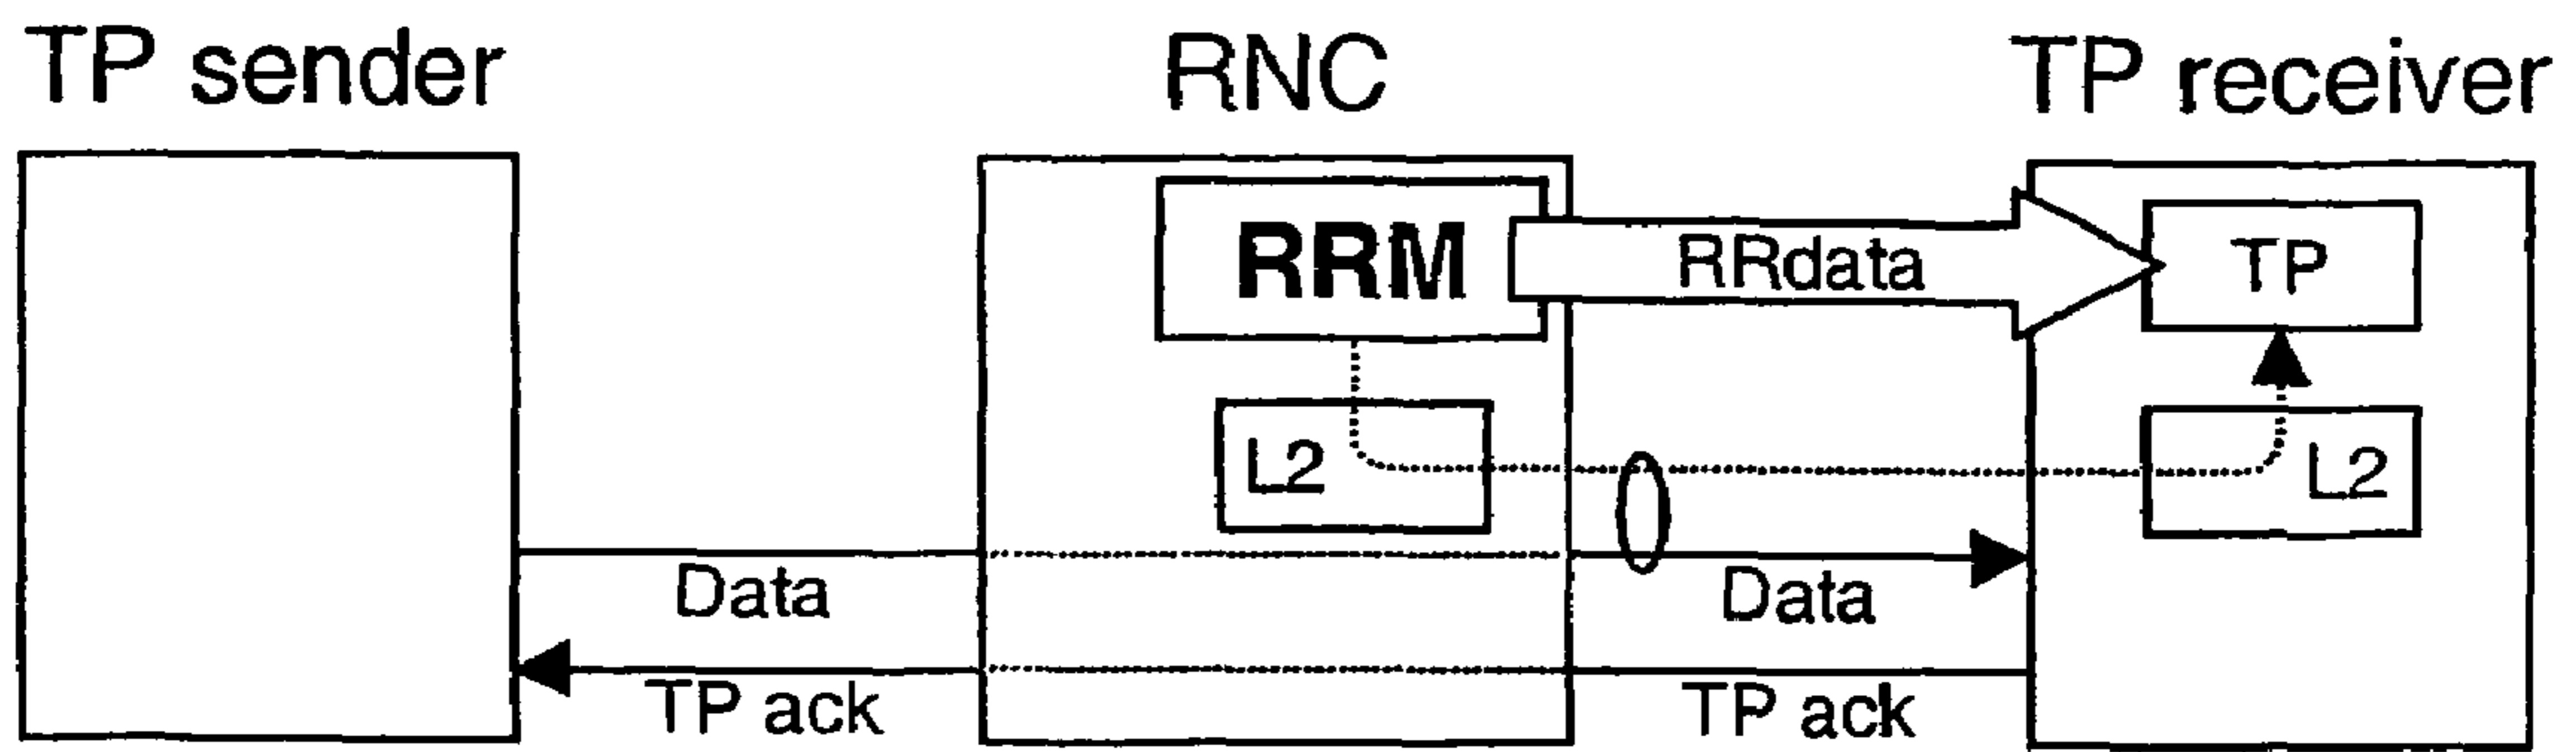 TP sender
RNC
TP receiver
RRM
RRdata
TP
L2
L2
Data
Data
TP ack
TP ack